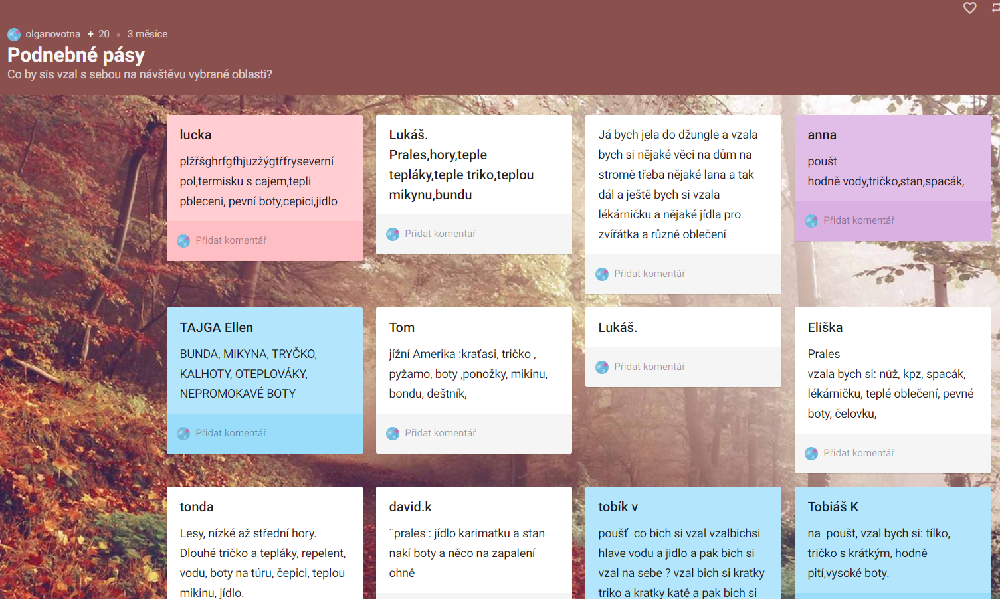 olganovotna + 20 • 3 měsíce
Podnebné pásy
Co by sis vzal s sebou na návštěvu vybrané oblasti?
lucka
plžřšghrfgfhjuzžýgtřfryseverní
pol,termisku s cajem,tepli
pbleceni, pevní boty,cepici,jidlo
Přidat komentář
Lukáš.
Prales,hory,teple
tepláky,teple triko,teplou
mikynu,bundu
Přidat komentář
Já bych jela do džungle a vzala
bych si nějaké věci na dům na
stromě třeba nějaké lana a tak
dál a ještě bych si vzala
lékárničku a nějaké jídla pro
zvířátka a různé oblečení
Přidat komentář
anna
poušt
hodně vody,tričko,stan,spacák,
Přidat komentář
TAJGA Ellen
BUNDA, MIKYNA, TRYČKO,
KALHOTY, OTEPLOVÁKY,
NEPROMOKAVÉ BOTY
Přidat komentář
Tom
jížní Amerika :kraťasi, tričko ,
pyžamo, boty ,ponožky, mikinu,
bondu, deštník,
Přidat komentář
Lukáš.
Přidat komentář
Eliška
Prales
vzala bych si: nůž, kpz, spacák,
lékárničku, teplé oblečení, pevné
boty, čelovku,
Přidat komentář
tonda
Lesy, nízké až střední hory.
Dlouhé tričko a tepláky, repelent,
vodu, boty na túru, čepici, teplou
mikinu, jídlo.
david.k
¨prales : jídlo karimatku a stan
nakí boty a něco na zapalení
ohně
tobík v
poušť  co bich si vzal vzalbichsi
hlave vodu a jidlo a pak bich si
vzal na sebe ? vzal bich si kratky
triko a kratky katě a pak bich si
Tobiáš K
na  poušt, vzal bych si: tílko,
tričko s krátkým, hodně
pití,vysoké boty.